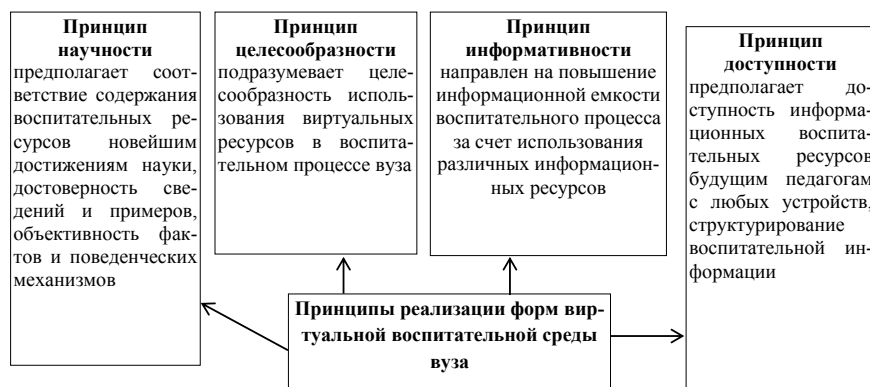 Принцип
научности
предполагает соот-
ветствие содержания
воспитательных ре-
сурсов новейшим
достижениям науки,
достоверность све-
дений и примеров,
объективность фак-
тов и поведенческих
механизмов
Принцип
целесообразности
подразумевает целе-
сообразность исполь-
зования виртуальных
ресурсов в воспита-
тельном процессе вуза
Принцип
информативности
направлен на повышение
информационной емкости
воспитательного процесса
за счет использования
различных информацион-
ных ресурсов
Принцип
доступности
предполагает до-
ступность информа-
ционных воспита-
тельных ресурсов
будущим педагогам
с любых устройств,
структурирование
воспитательной ин-
формации
Принципы реализации форм вир-
туальной воспитательной среды
вуза